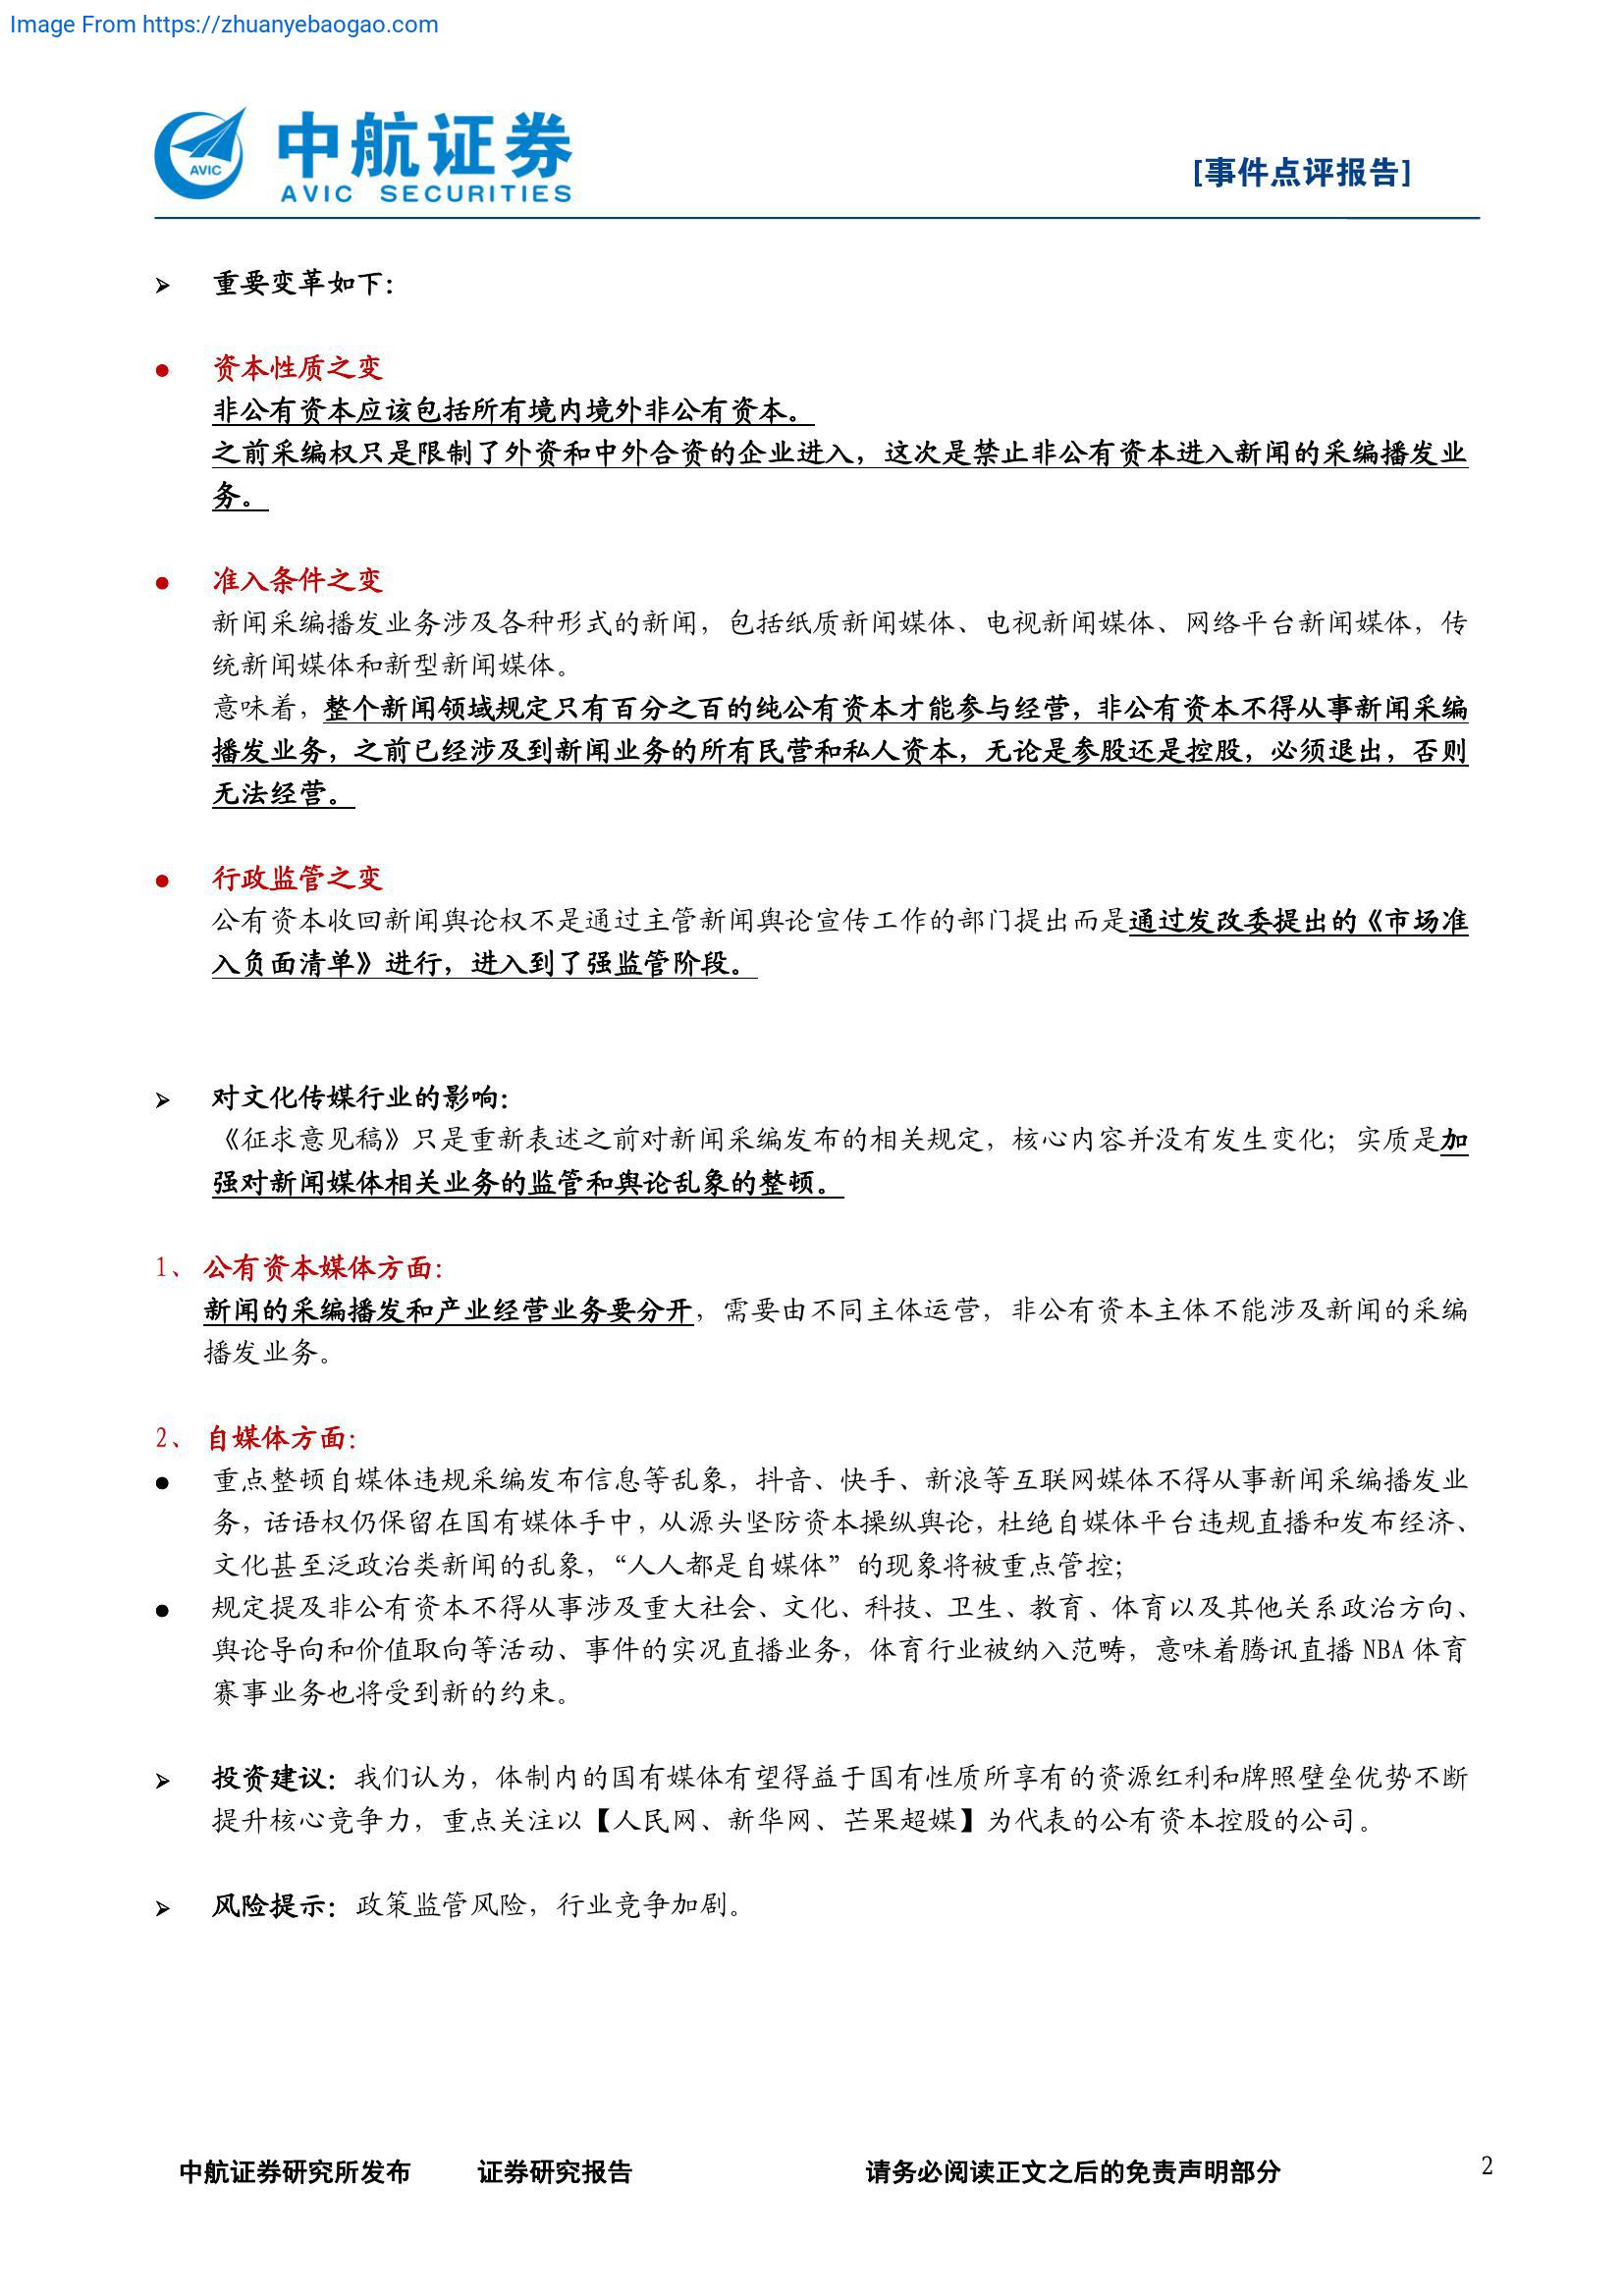 Image From https://zhuanyebaogao.com
AVIC
中航证券
AVIC SECURITIES
[事件点评报告]
➢ 重要变革如下：
● 资本性质之变
非公有资本应该包括所有境内境外非公有资本。
之前采编权只是限制了外资和中外合资的企业进入，这次是禁止非公有资本进入新闻的采编播发业
务。
● 准入条件之变
新闻采编播发业务涉及各种形式的新闻，包括纸质新闻媒体、电视新闻媒体、网络平台新闻媒体，传
统新闻媒体和新型新闻媒体。
意味着，整个新闻领域规定只有百分之百的纯公有资本才能参与经营，非公有资本不得从事新闻采编
播发业务，之前已经涉及到新闻业务的所有民营和私人资本，无论是参股还是控股，必须退出，否则
无法经营。
● 行政监管之变
公有资本收回新闻舆论权不是通过主管新闻舆论宣传工作的部门提出而是通过发改委提出的《市场准
入负面清单》进行，进入到了强监管阶段。
➢ 对文化传媒行业的影响：
《征求意见稿》只是重新表述之前对新闻采编发布的相关规定，核心内容并没有发生变化；实质是加
强对新闻媒体相关业务的监管和舆论乱象的整顿。
1、 公有资本媒体方面：
新闻的采编播发和产业经营业务要分开，需要由不同主体运营，非公有资本主体不能涉及新闻的采编
播发业务。
2、 自媒体方面：
● 重点整顿自媒体违规采编发布信息等乱象，抖音、快手、新浪等互联网媒体不得从事新闻采编播发业
务，话语权仍保留在国有媒体手中，从源头坚防资本操纵舆论，杜绝自媒体平台违规直播和发布经济、
文化甚至泛政治类新闻的乱象，“人人都是自媒体”的现象将被重点管控；
● 规定提及非公有资本不得从事涉及重大社会、文化、科技、卫生、教育、体育以及其他关系政治方向、
舆论导向和价值取向等活动、事件的实况直播业务，体育行业被纳入范畴，意味着腾讯直播 NBA 体育
赛事业务也将受到新的约束。
➢ 投资建议：我们认为，体制内的国有媒体有望得益于国有性质所享有的资源红利和牌照壁垒优势不断
提升核心竞争力，重点关注以【人民网、新华网、芒果超媒】为代表的公有资本控股的公司。
➢ 风险提示：政策监管风险，行业竞争加剧。
中航证券研究所发布 证券研究报告 请务必阅读正文之后的免责声明部分 2